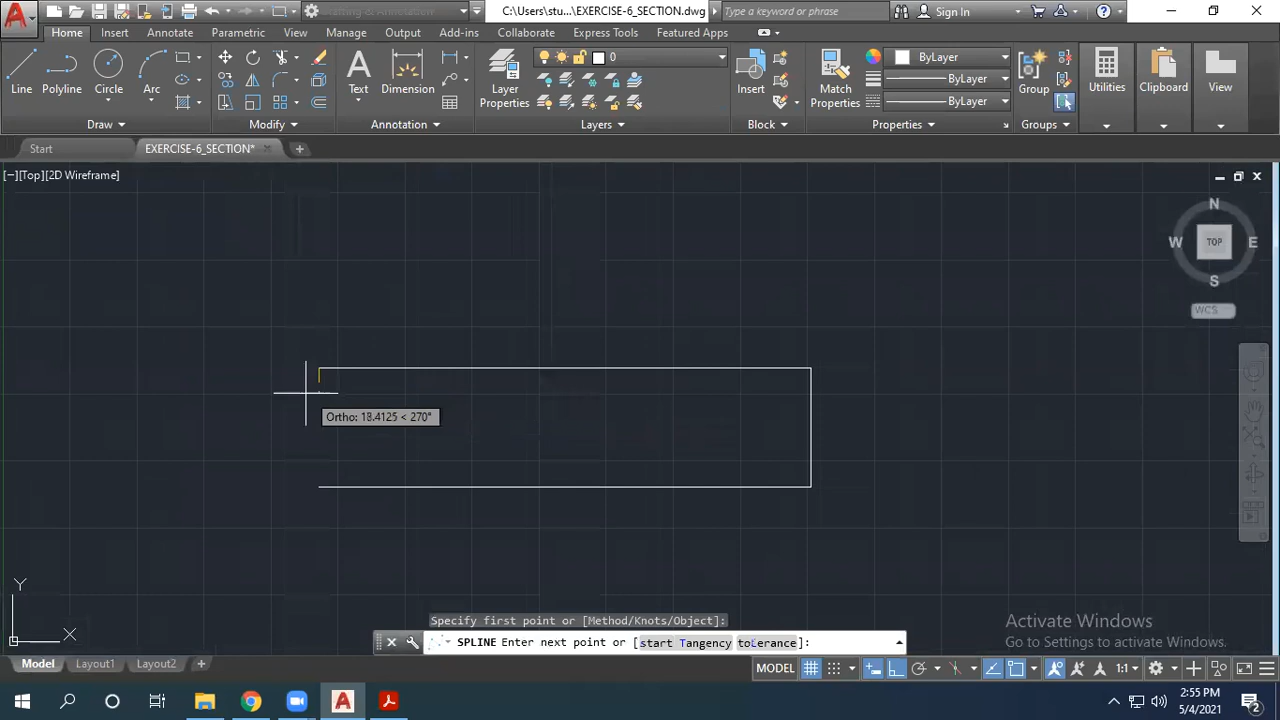 C:\Users\stu...\EXERCISE-6_SECTION.dwg
Type a keyword or phrase
Sign In
Home Insert Annotate Parametric View Manage Output Add-ins Collaborate Express Tools Featured Apps
Line Polyline Circle Arc
Text Dimension
Layer Properties
0
Insert
Match Properties
ByLayer
ByLayer
ByLayer
Group
Utilities
Clipboard
View
Draw Modify Annotation Layers Block Properties Groups
Start EXERCISE-6_SECTION*
[−][Top][2D Wireframe]
N
W TOP E
S
WCS
Ortho: 18.4125 < 270°
Y
X
Specify first point or [Method/Knots/Object]:
SPLINE Enter next point or [start Tangency toLerance]:
Activate Windows
Go to Settings to activate Windows.
Model Layout1 Layout2
MODEL 1:1
2:55 PM
5/4/2021
2